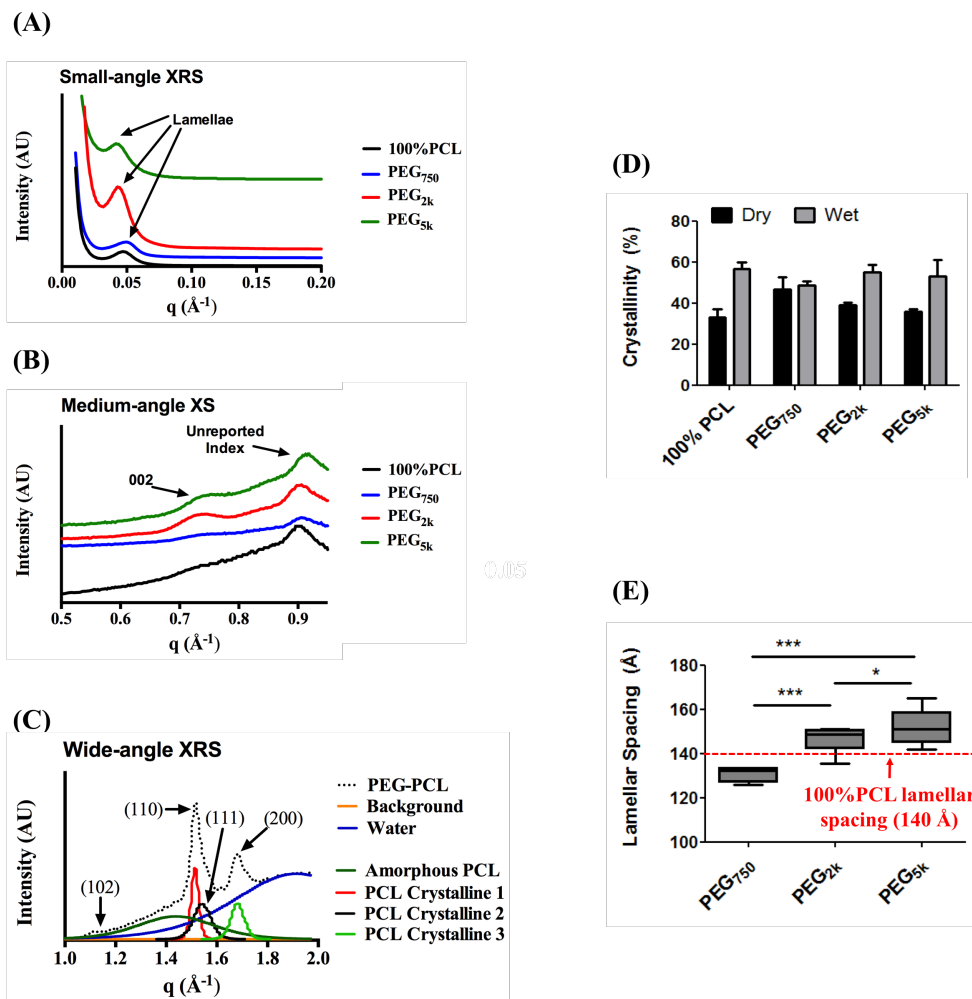 (A)
Small-angle XRS
Lamellae
Intensity (AU)
100%PCL
PEG750
PEG2k
PEG5k
0.00 0.05 0.10 0.15 0.20
q (Å-1)
(B)
Medium-angle XS
Unreported
Index
002
Intensity (AU)
100%PCL
PEG750
PEG2k
PEG5k
0.5 0.6 0.7 0.8 0.9
q (Å-1)
0.05
(C)
Wide-angle XRS
Intensity (AU)
(110)
(111)
(200)
(102)
PEG-PCL
Background
Water
Amorphous PCL
PCL Crystalline 1
PCL Crystalline 2
PCL Crystalline 3
1.0 1.2 1.4 1.6 1.8 2.0
q (Å-1)
(D)
Dry Wet
Crystallinity (%)
80
60
40
20
0
100% PCL PEG750 PEG2k PEG5k
(E)
Lamellar Spacing (Å)
180
160
140
120
100
***
***
*
100%PCL lamellar
spacing (140 Å)
PEG750 PEG2k PEG5k